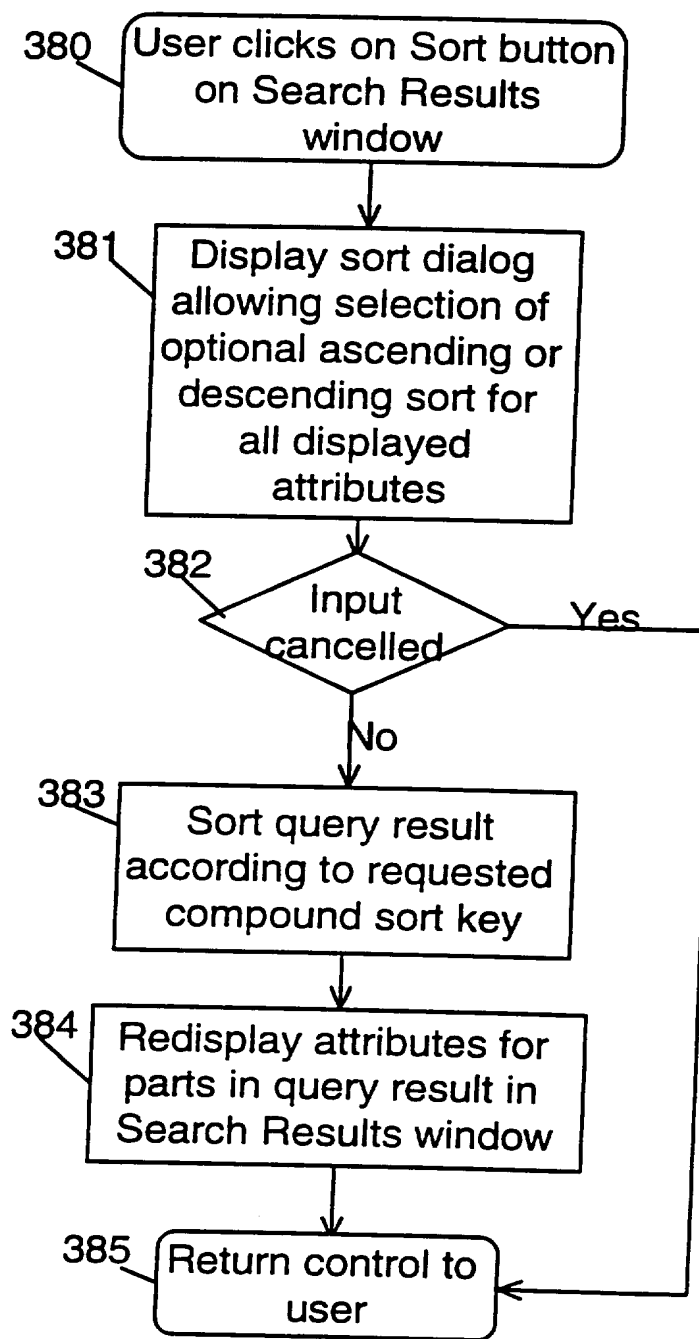 380
User clicks on Sort button
on Search Results
window
381
Display sort dialog
allowing selection of
optional ascending or
descending sort for
all displayed
attributes
382
Input
cancelled
Yes
No
383
Sort query result
according to requested
compound sort key
384
Redisplay attributes for
parts in query result in
Search Results window
385
Return control to
user